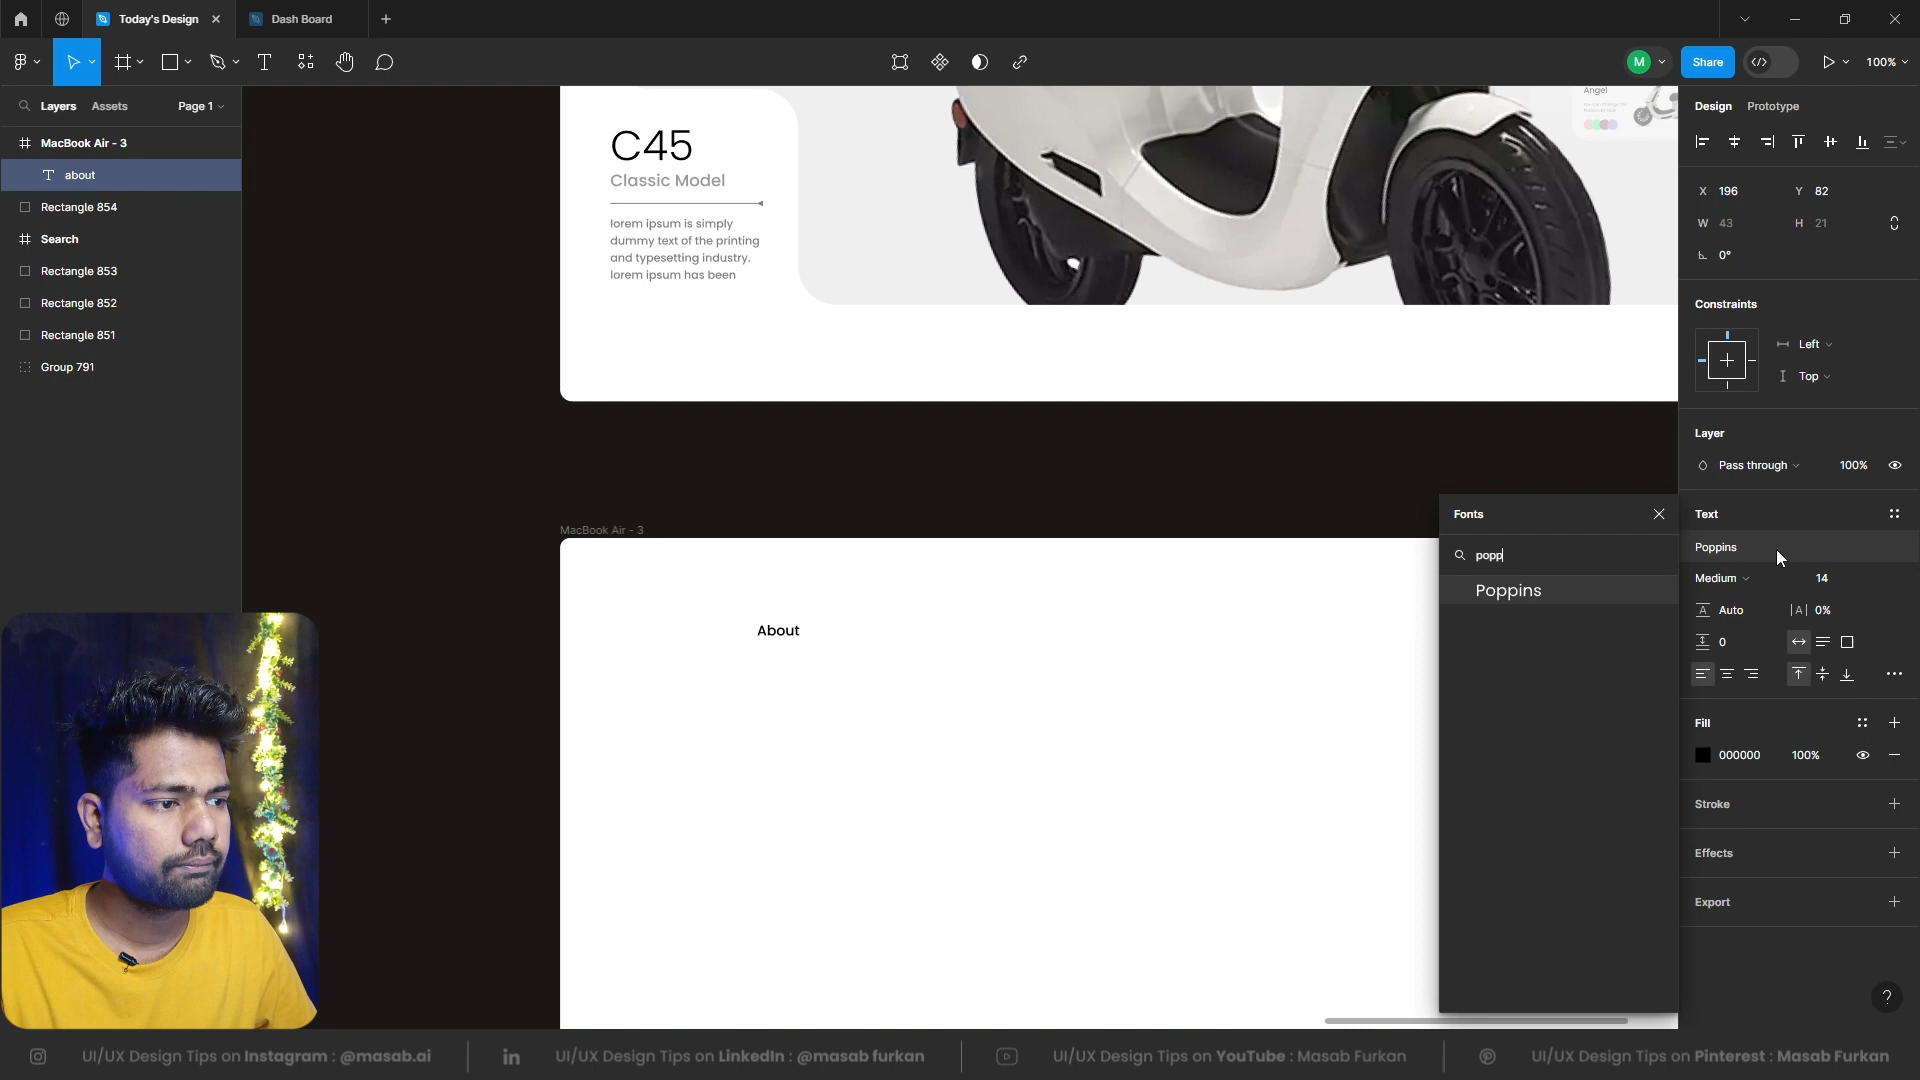 Today's Design
Dash Board
M
Share
100%
Layers
Assets
Page 1
MacBook Air - 3
about
Rectangle 854
Search
Rectangle 853
Rectangle 852
Rectangle 851
Group 791
C45
Classic Model
lorem ipsum is simply
dummy text of the printing
and typesetting industry.
lorem ipsum has been
Angel
MacBook Air - 3
About
Fonts
popp
Poppins
Design
Prototype
X 196 Y 82
W 43 H 21
0°
Constraints
Left
Top
Layer
Pass through 100%
Text
Poppins
Medium 14
A Auto |A| 0%
0
Fill
000000 100%
Stroke
Effects
Export
?
UI/UX Design Tips on Instagram : @masab.ai
in UI/UX Design Tips on LinkedIn : @masab furkan
UI/UX Design Tips on YouTube : Masab Furkan
UI/UX Design Tips on Pinterest : Masab Furkan